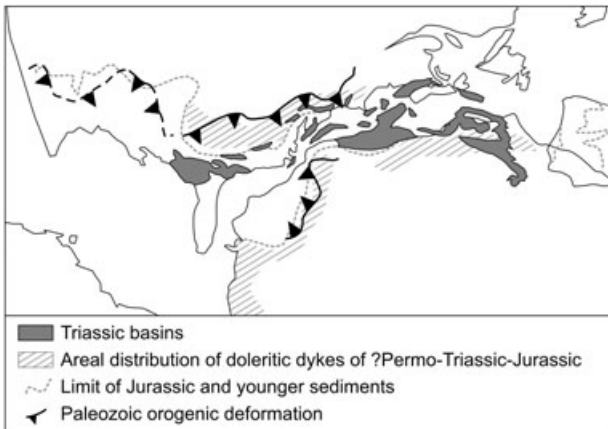 Triassic basins
Areal distribution of doleritic dykes of ?Permo-Triassic-Jurassic
Limit of Jurassic and younger sediments
Paleozoic orogenic deformation